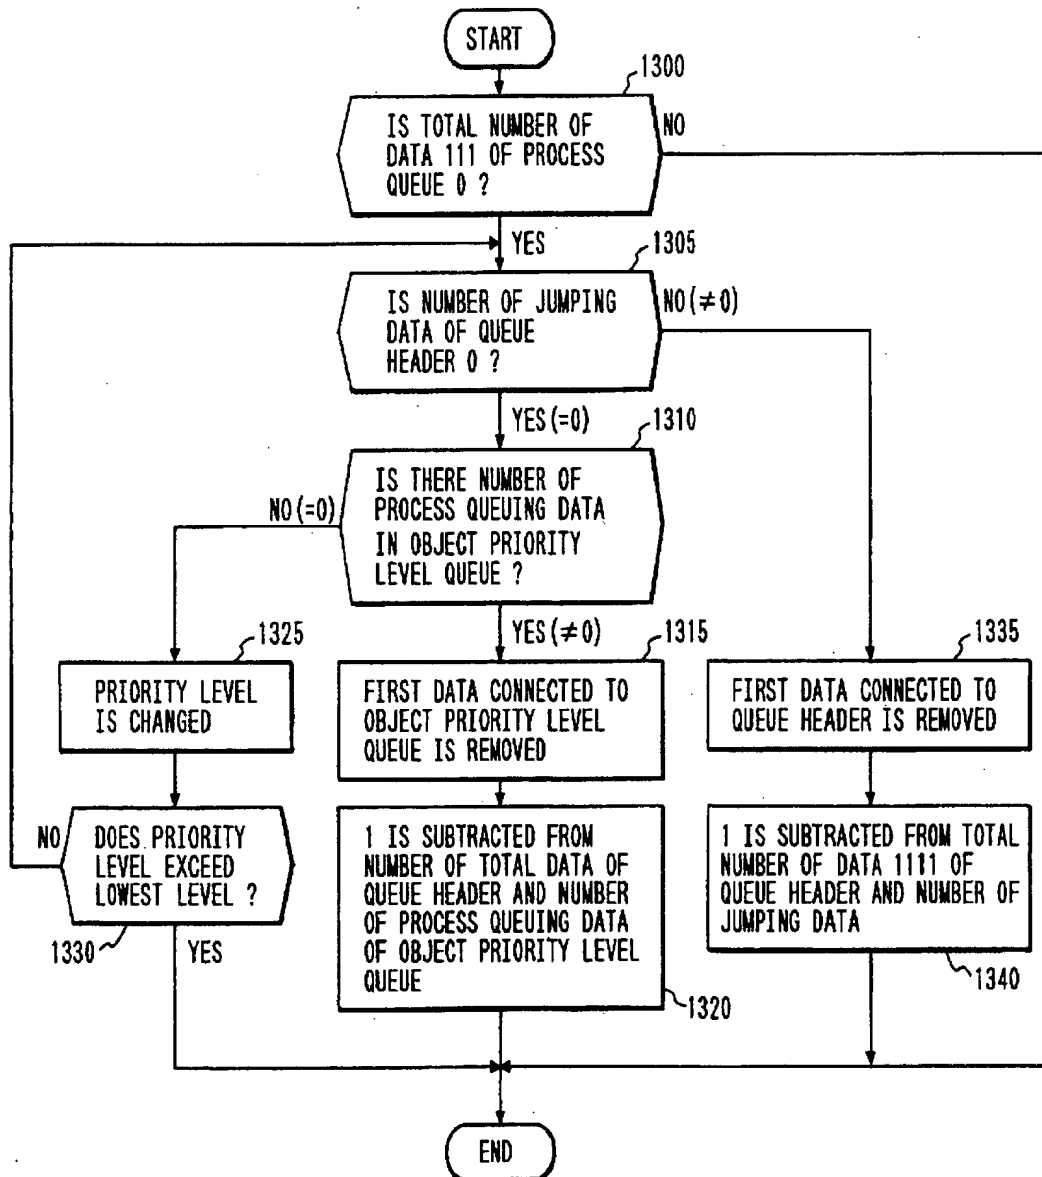 START
1300
IS TOTAL NUMBER OF
DATA 111 OF PROCESS
QUEUE 0 ?
NO
YES
1305
IS NUMBER OF JUMPING
DATA OF QUEUE
HEADER 0 ?
NO(≠0)
YES(=0)
1310
IS THERE NUMBER OF
PROCESS QUEUING DATA
IN OBJECT PRIORITY
LEVEL QUEUE ?
NO(=0)
YES(≠0)
1325
PRIORITY LEVEL
IS CHANGED
1315
FIRST DATA CONNECTED TO
OBJECT PRIORITY LEVEL
QUEUE IS REMOVED
1335
FIRST DATA CONNECTED TO
QUEUE HEADER IS REMOVED
NO
DOES PRIORITY
LEVEL EXCEED
LOWEST LEVEL ?
1330
YES
1 IS SUBTRACTED FROM
NUMBER OF TOTAL DATA OF
QUEUE HEADER AND NUMBER
OF PROCESS QUEUING DATA
OF OBJECT PRIORITY LEVEL
QUEUE
1320
1 IS SUBTRACTED FROM TOTAL
NUMBER OF DATA 1111 OF
QUEUE HEADER AND NUMBER OF
JUMPING DATA
1340
END